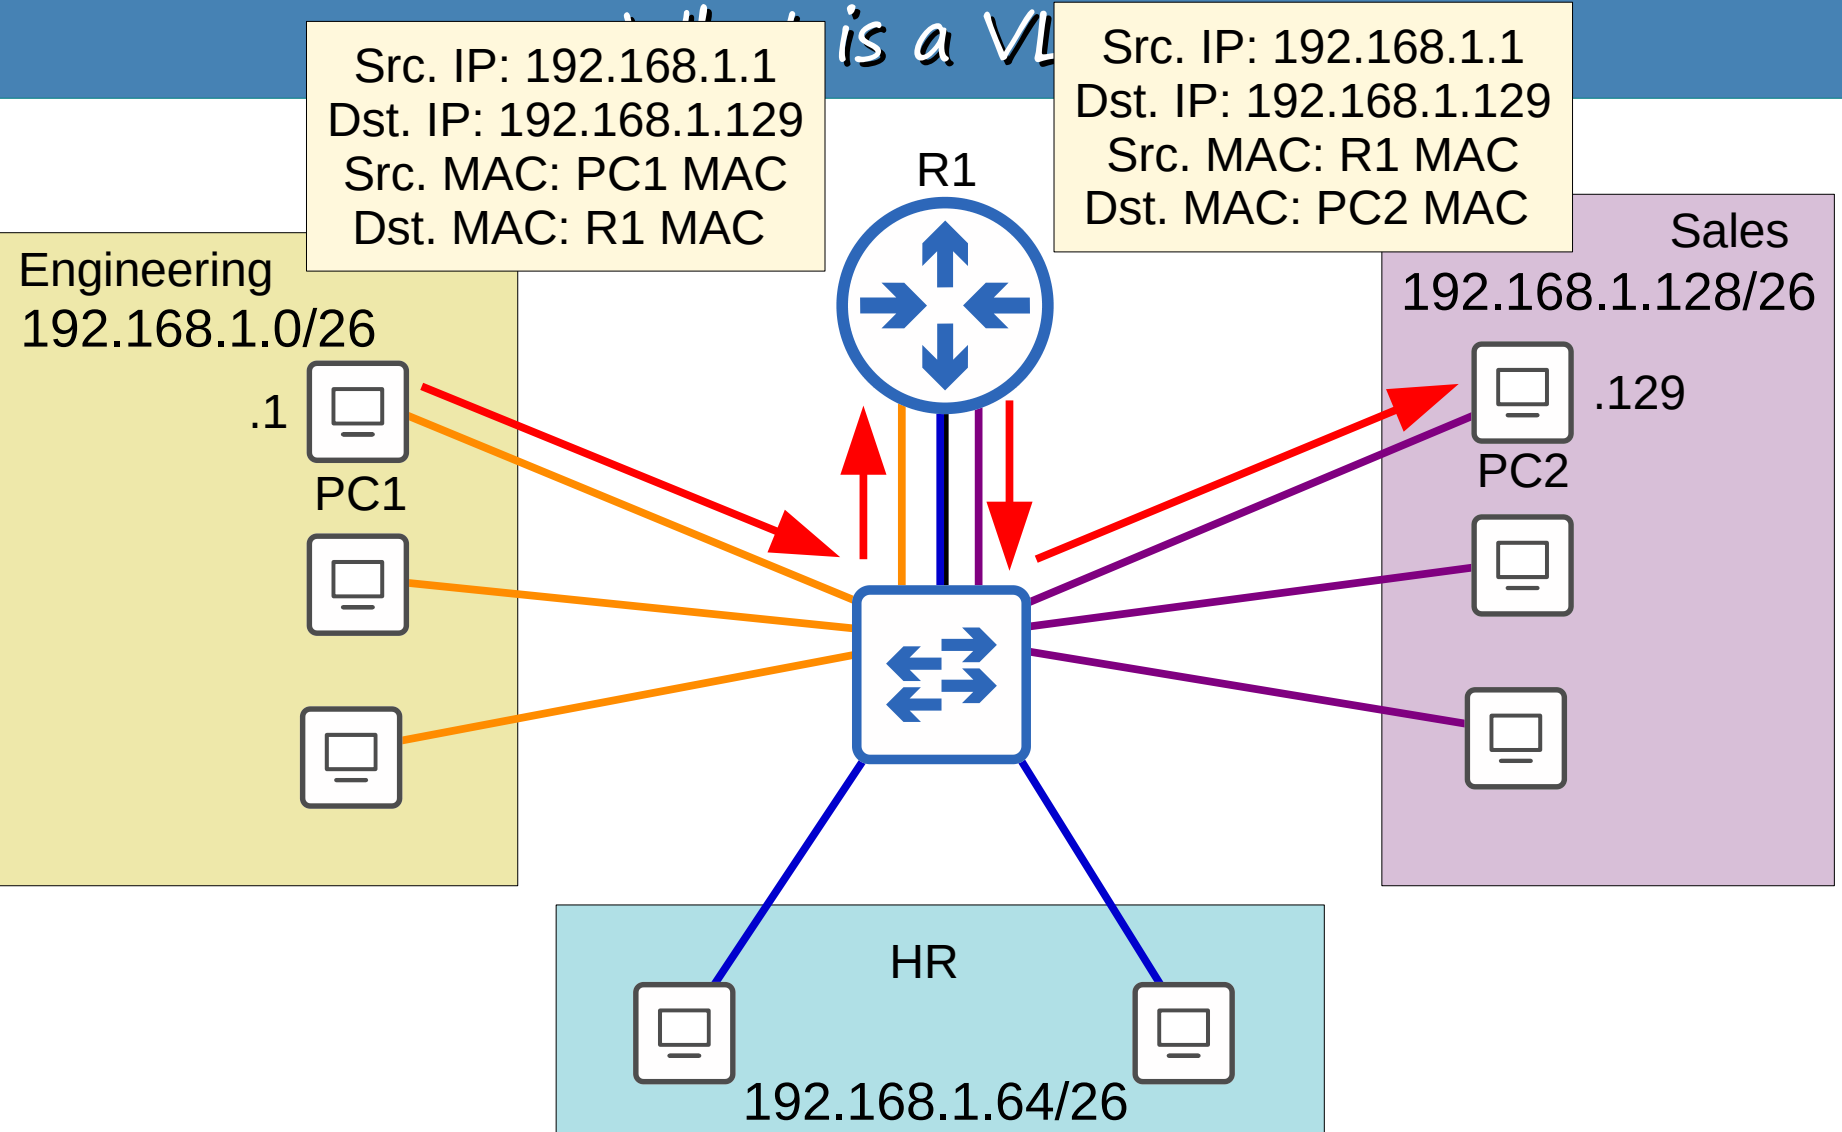 is a
Src. IP: 192.168.1.1
Dst. IP: 192.168.1.129
Src. MAC: PC1 MAC
Dst. MAC: R1 MAC
Src. IP: 192.168.1.1
Dst. IP: 192.168.1.129
Src. MAC: R1 MAC
Dst. MAC: PC2 MAC
R1
Engineering
192.168.1.0/26
.1
PC1
Sales
192.168.1.128/26
.129
PC2
HR
192.168.1.64/26